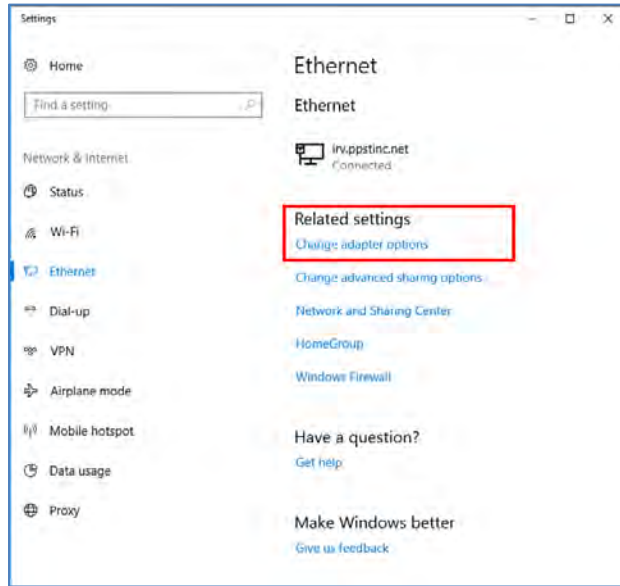 Settings
Home
Find a setting
Network & Internet
Status
Wi-Fi
Ethernet
Dial-up
VPN
Airplane mode
Mobile hotspot
Data usage
Proxy
Ethernet
Ethernet
irv.ppstinc.net
Connected
Related settings
Change adapter options
Change advanced sharing options
Network and Sharing Center
HomeGroup
Windows Firewall
Have a question?
Get help
Make Windows better
Give us feedback